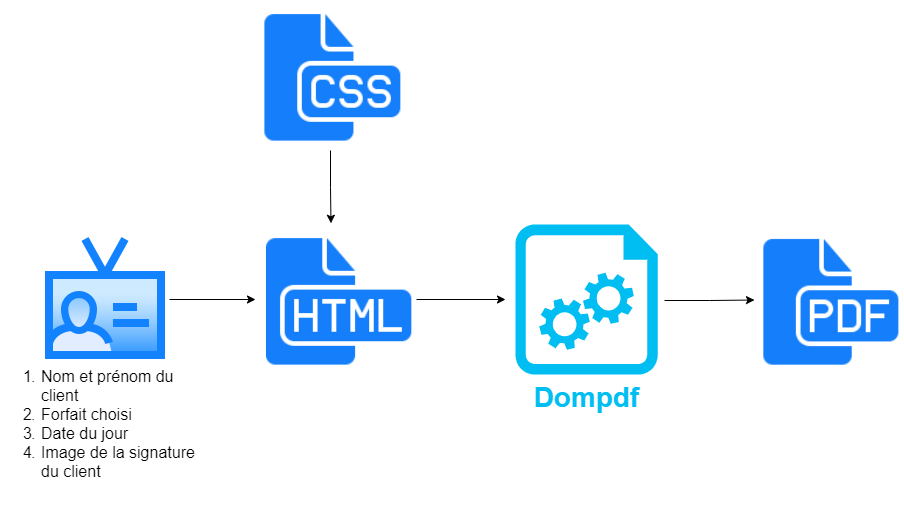 CSS
HTML
Dompdf
PDF
1. Nom et prénom du
client
2. Forfait choisi
3. Date du jour
4. Image de la signature
du client